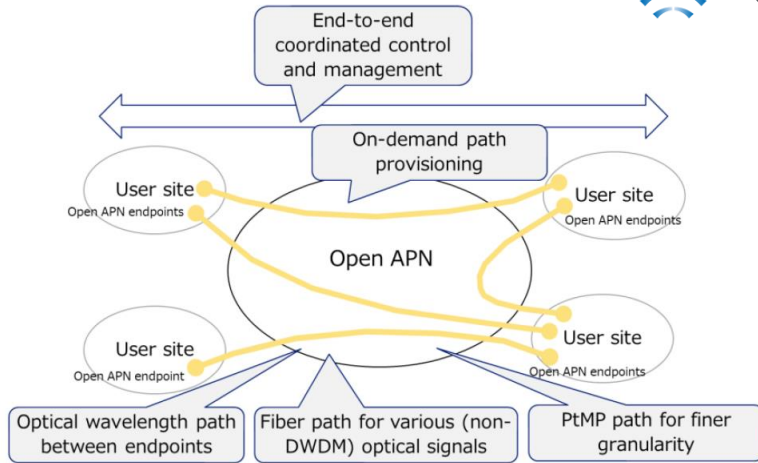 End-to-end
coordinated control
and management
On-demand path
provisioning
User site
Open APN endpoints
User site
Open APN endpoints
Open APN
User site
Open APN endpoint
User site
Open APN endpoints
Optical wavelength path
between endpoints
Fiber path for various (non-
DWDM) optical signals
PtMP path for finer
granularity